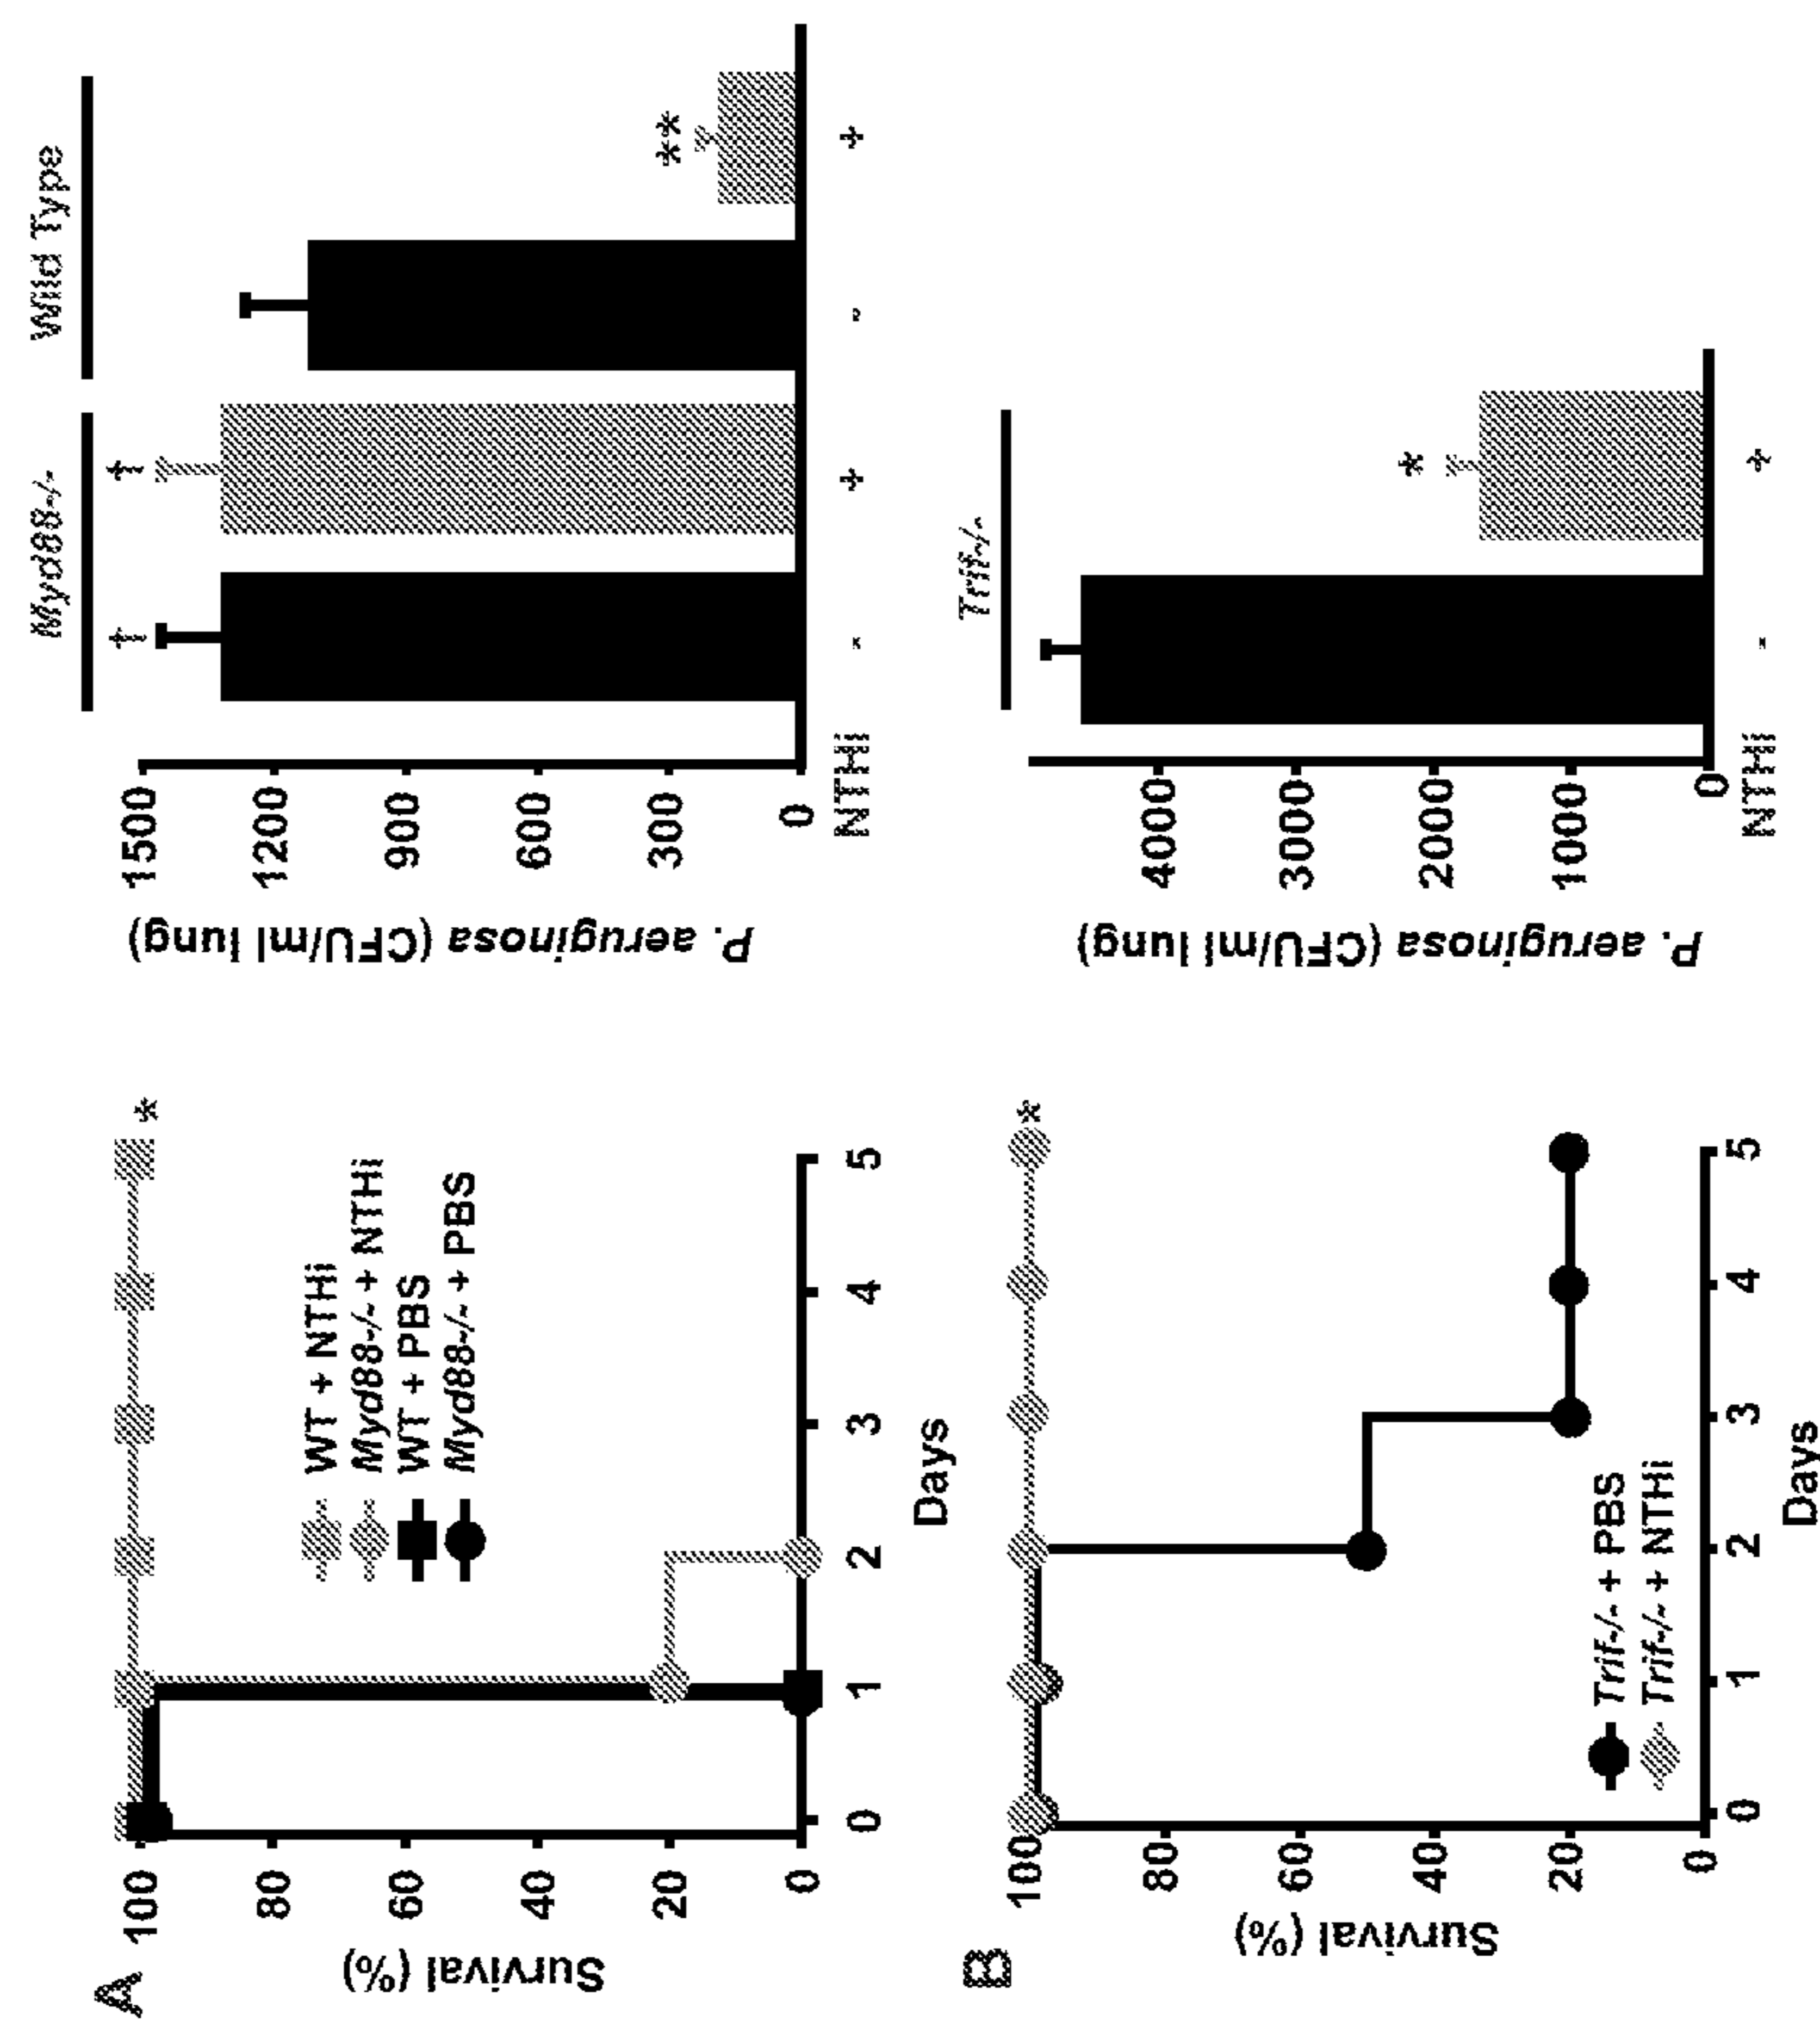 A
Survival (%)
100
80
60
40
20
0
0 1 2 3 4 5
Days
WT + NTHi
Myd88-/- + NTHi
WT + PBS
Myd88-/- + PBS
*
P. aeruginosa (CFU/ml lung)
1500
1200
900
600
300
0
Myd88-/- Wild Type
† † **
NTHi - + - +
B
Survival (%)
100
80
60
40
20
0
0 1 2 3 4 5
Days
Trif-/- + PBS
Trif-/- + NTHi
*
P. aeruginosa (CFU/ml lung)
4000
3000
2000
1000
0
Trif-/-
*
NTHi - +